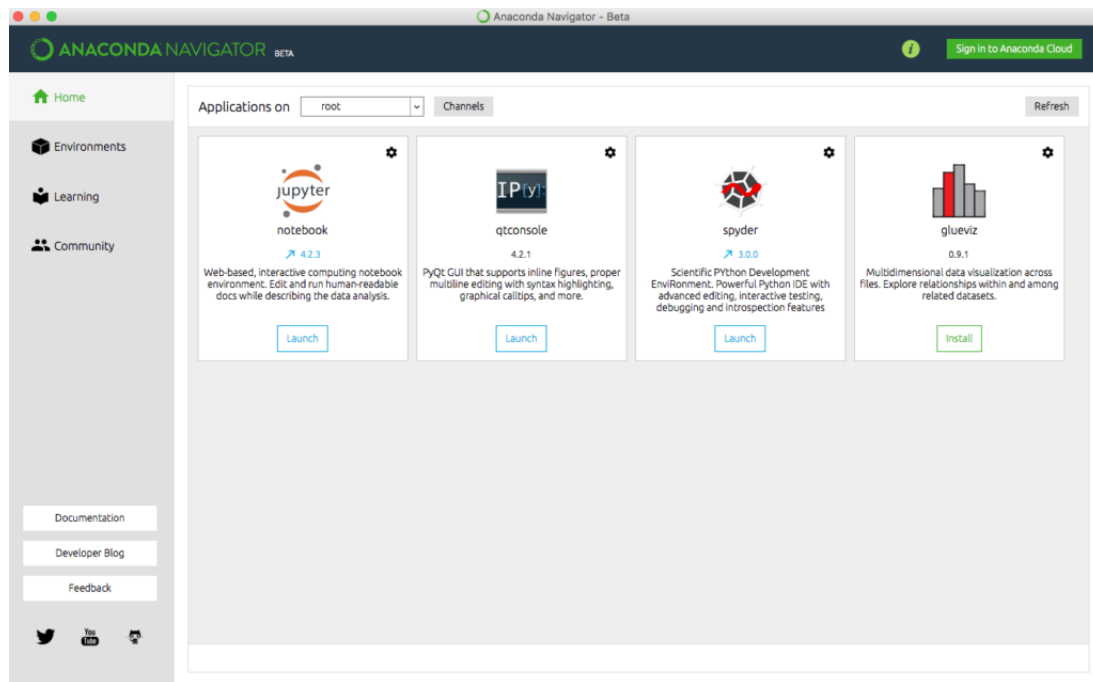 Anaconda Navigator - Beta
ANACONDA NAVIGATOR BETA
i
Sign in to Anaconda Cloud
Home
Environments
Learning
Community
Documentation
Developer Blog
Feedback
You
Tube
Applications on root Channels Refresh
jupyter
notebook
4.2.3
Web-based, interactive computing notebook
environment. Edit and run human-readable
docs while describing the data analysis.
Launch
IP[y]:
qtconsole
4.2.1
PyQt GUI that supports inline figures, proper
multiline editing with syntax highlighting,
graphical calltips, and more.
Launch
spyder
3.0.0
Scientific PYthon Development
EnviRonment. Powerful Python IDE with
advanced editing, interactive testing,
debugging and introspection features
Launch
glueviz
0.9.1
Multidimensional data visualization across
files. Explore relationships within and among
related datasets.
Install